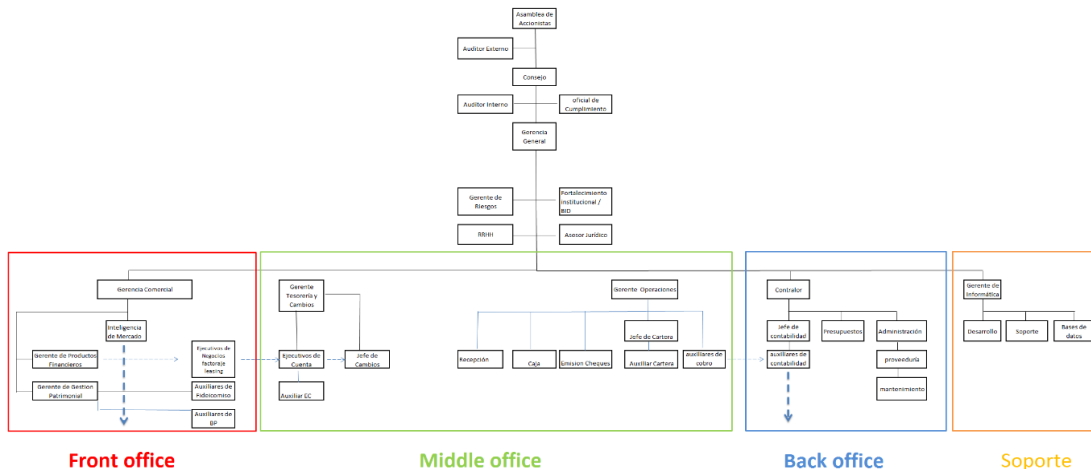 Asamblea de
Accionistas
Auditor Externo
Consejo
Auditor Interno
oficial de
Cumplimiento
Gerencia
General
Gerente de
Riesgos
Fortalecimiento
institucional /
BID
RRHH
Asesor Jurídico
Gerencia Comercial
Inteligencia
de Mercado
Gerente de Productos
Financieros
Ejecutivos de
Negocios
factoraje
leasing
Gerente de Gestion
Patrimonial
Auxiliares de
Fideicomiso
Auxiliares de
BP
Gerente
Tesorería y
Cambios
Ejecutivos de
Cuenta
Jefe de
Cambios
Auxiliar EC
Gerente Operaciones
Jefe de Cartera
Recepción
Caja
Emision Cheques
Auxiliar Cartera
auxiliares de
cobro
Contralor
Jefe de
contabilidad
Presupuestos
Administración
auxiliares de
contabilidad
proveeduría
mantenimiento
Gerente de
Informática
Desarrollo
Soporte
Bases de
datos
Front office
Middle office
Back office
Soporte